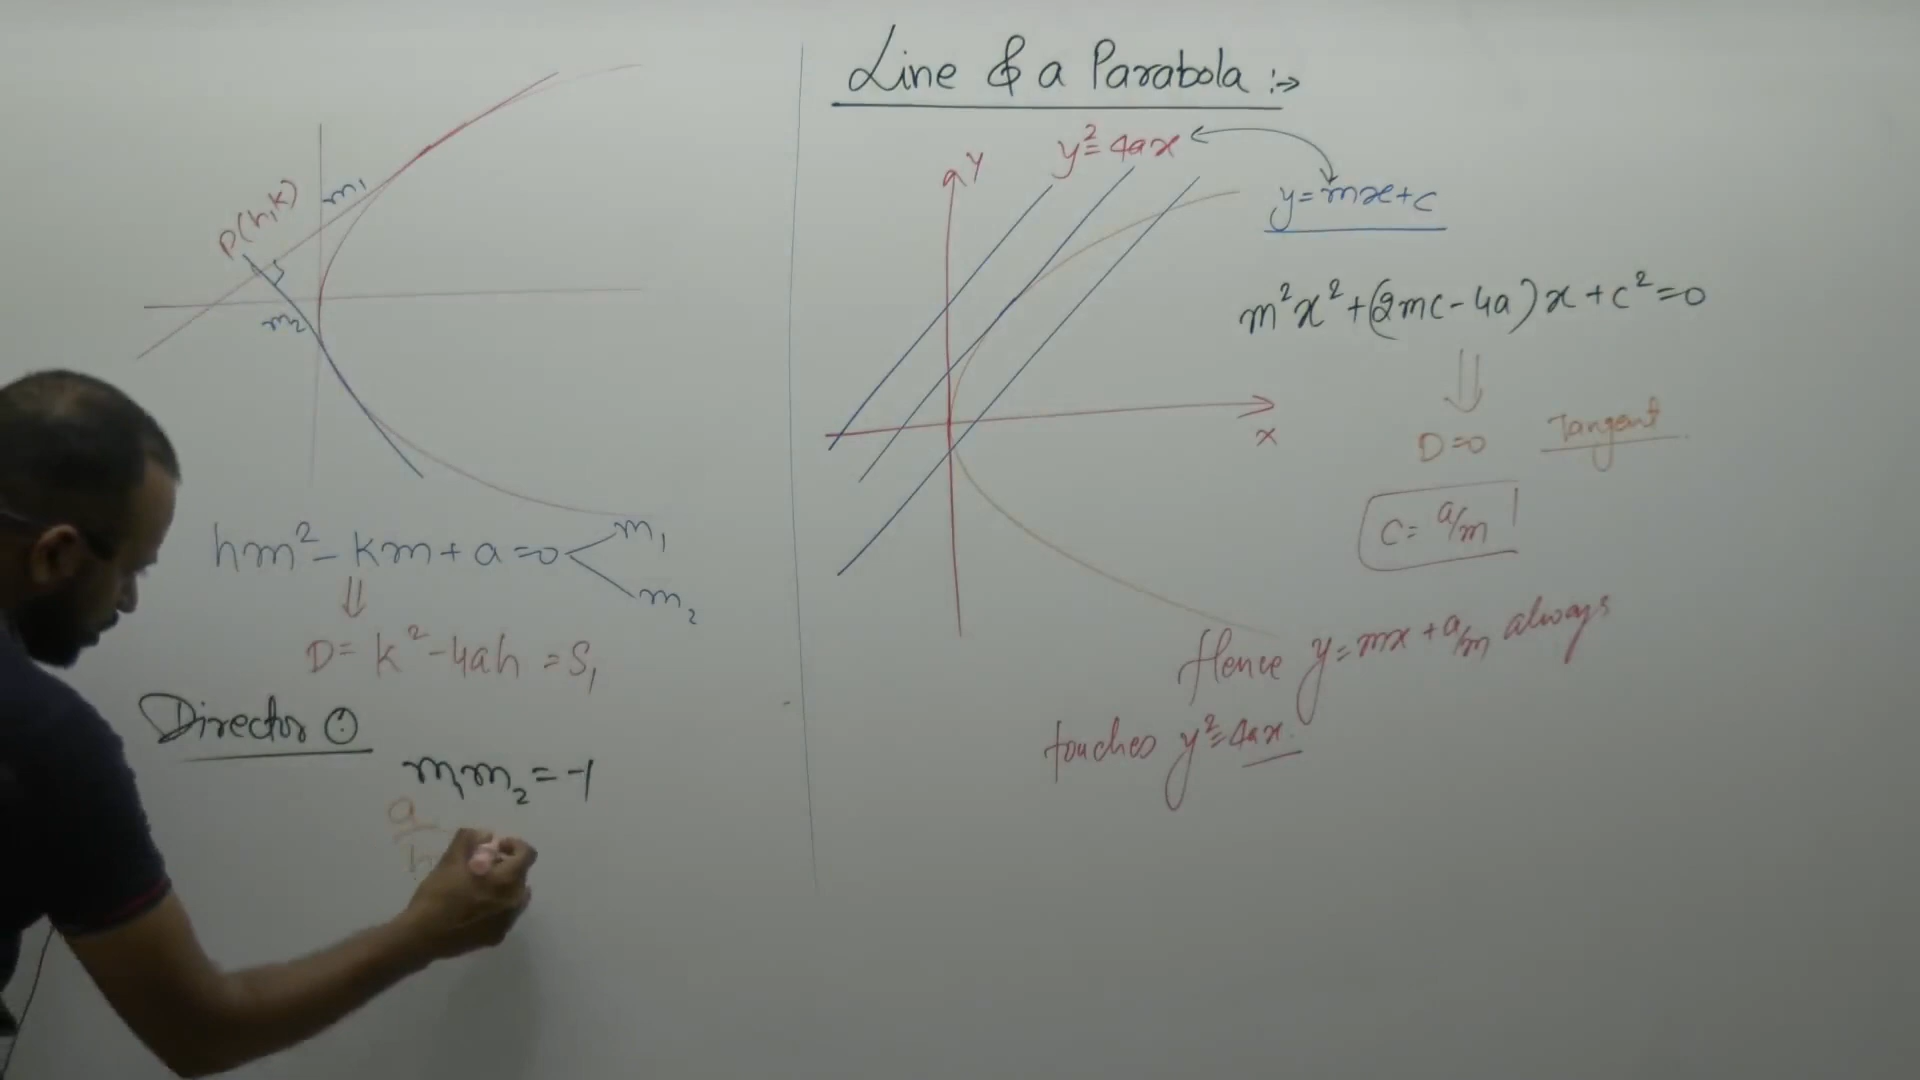 P(h,k)
m₁
m₂
hm² - km + a = 0
m₁
m₂
⇓
D = k² - 4ah = S₁
Director ⊙
m₁m₂ = -1
a
h
Line & a Parabola :→
y² = 4ax
y = mx + c
Y
x
m²x² + (2mc - 4a)x + c² = 0
⇓
D = 0 Tangent
c = a/m
Hence y = mx + a/m always
touches y² = 4ax.